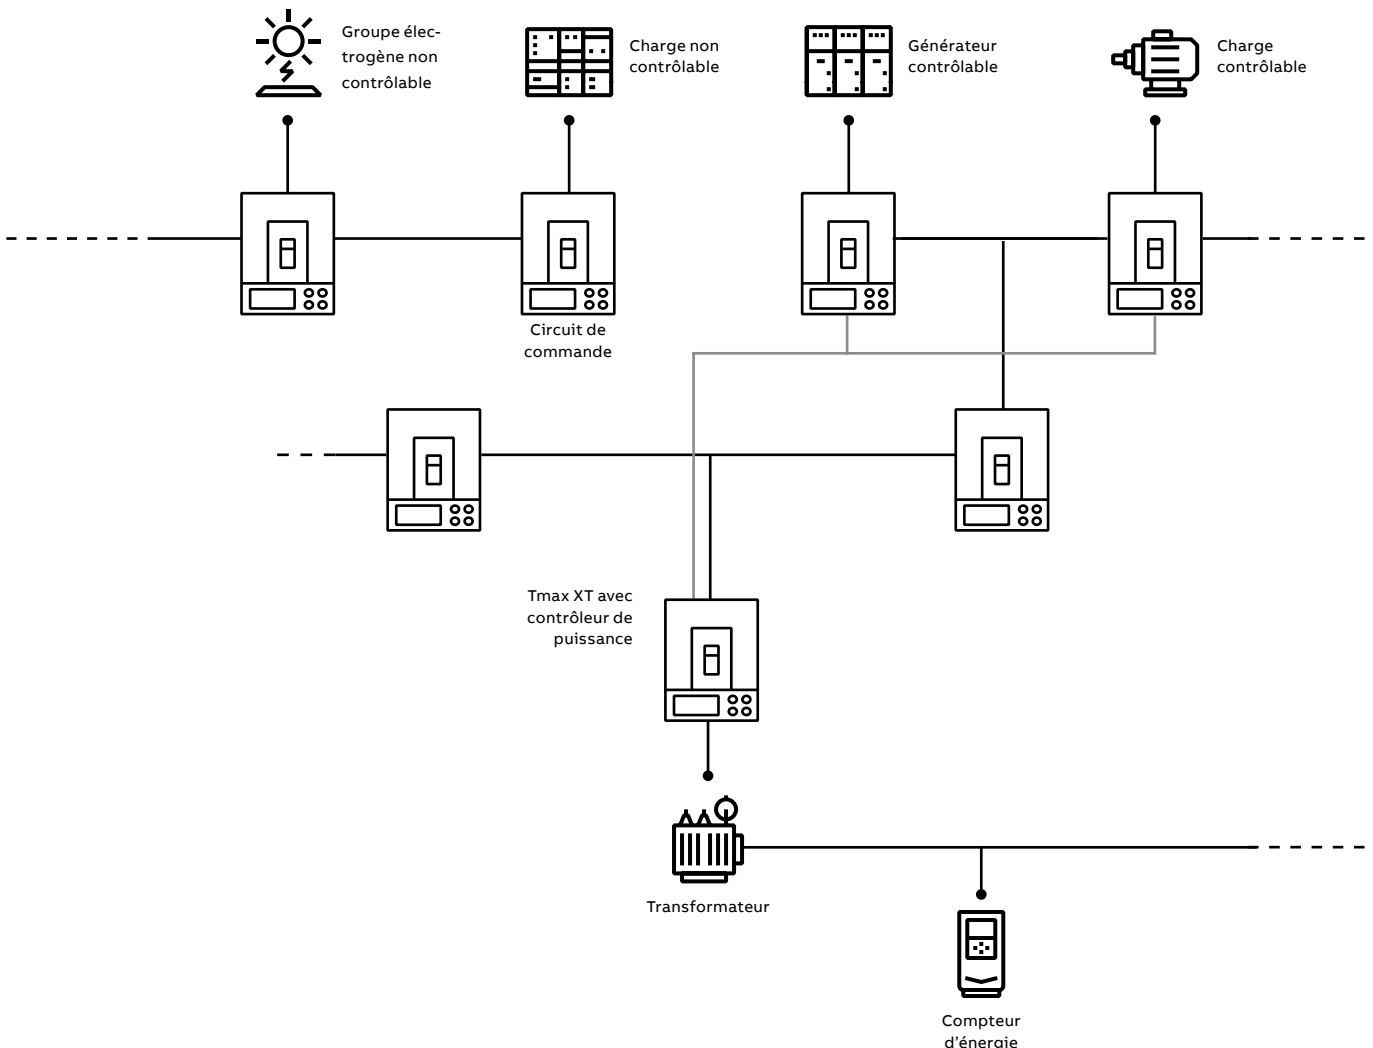 Groupe élec-
trogène non
contrôlable
Charge non
contrôlable
Générateur
contrôlable
Charge
contrôlable
Circuit de
commande
Tmax XT avec
contrôleur de
puissance
Transformateur
Compteur
d'énergie